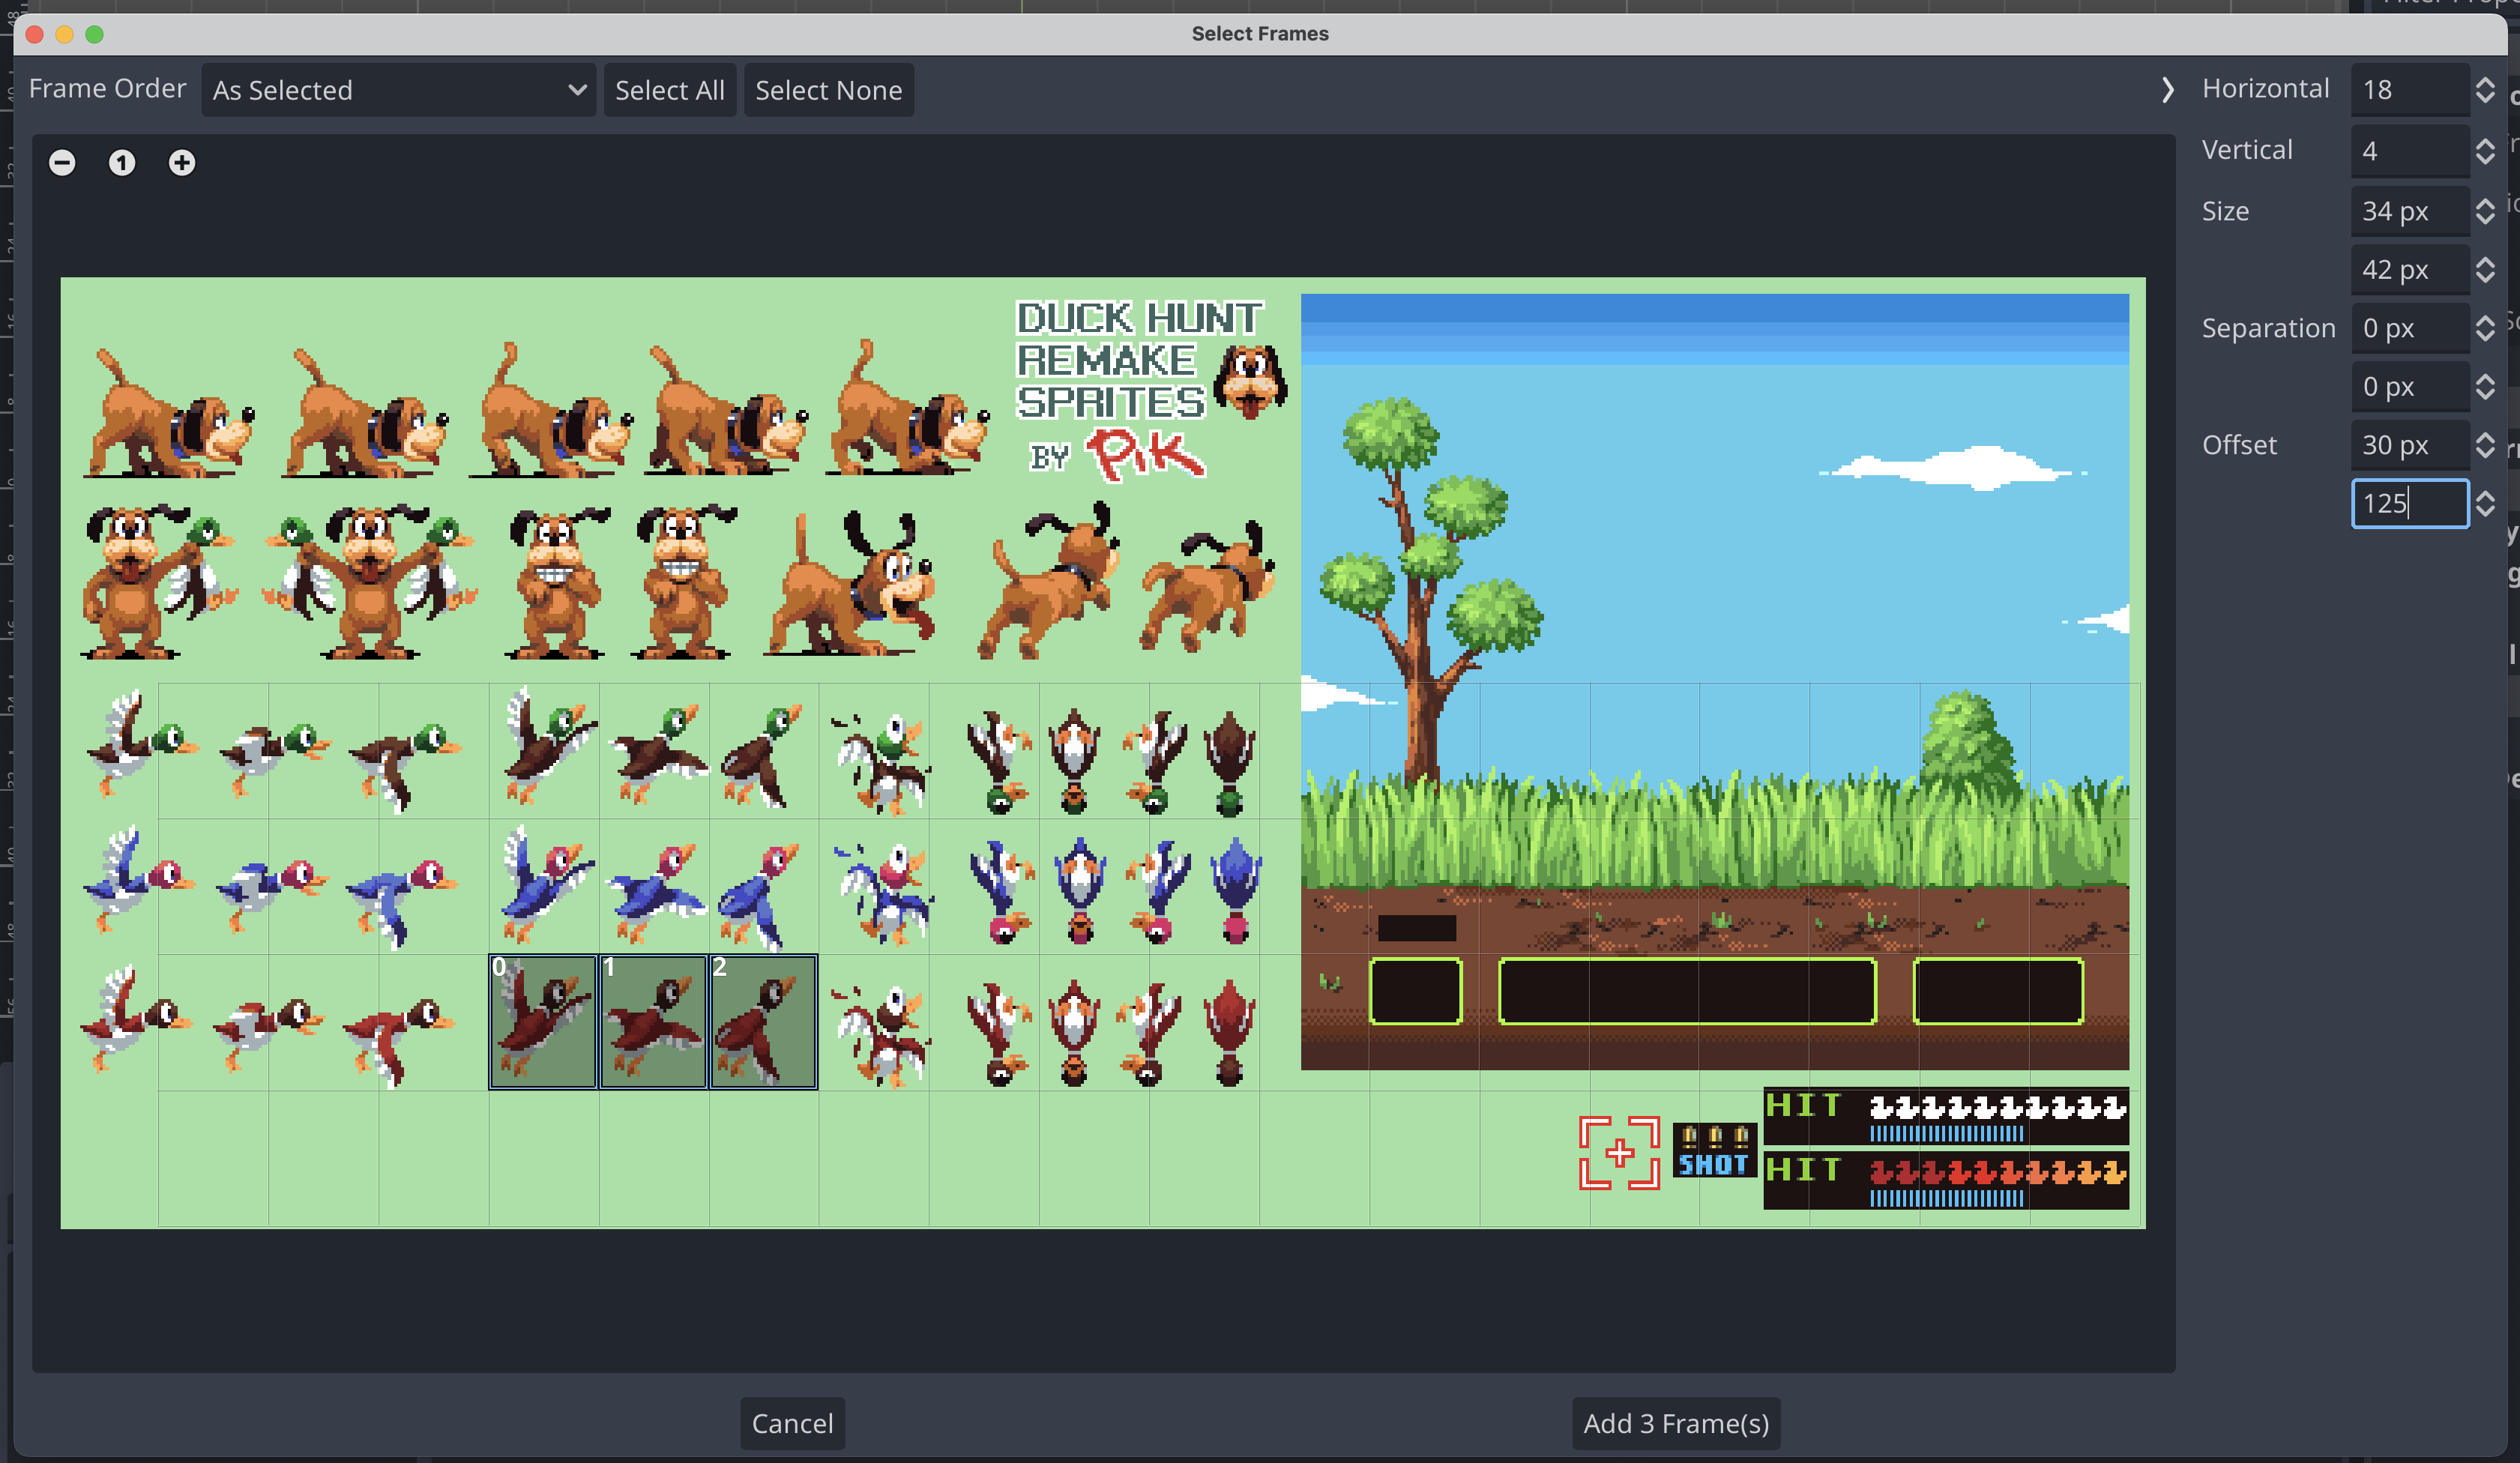 Select Frames
Frame Order
As Selected
Select All
Select None
Horizontal
18
Vertical
4
Size
34 px
42 px
Separation
0 px
0 px
Offset
30 px
125
1
DUCK HUNT
REMAKE
SPRITES
BY PiK
0
1
2
HIT
SHOT
HIT
Cancel
Add 3 Frame(s)